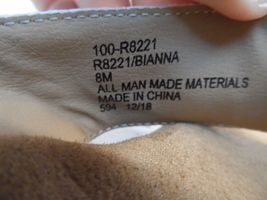 100-R8221
R8221/BIANNA
8M
ALL MAN MADE MATERIALS
MADE IN CHINA
594 12/18